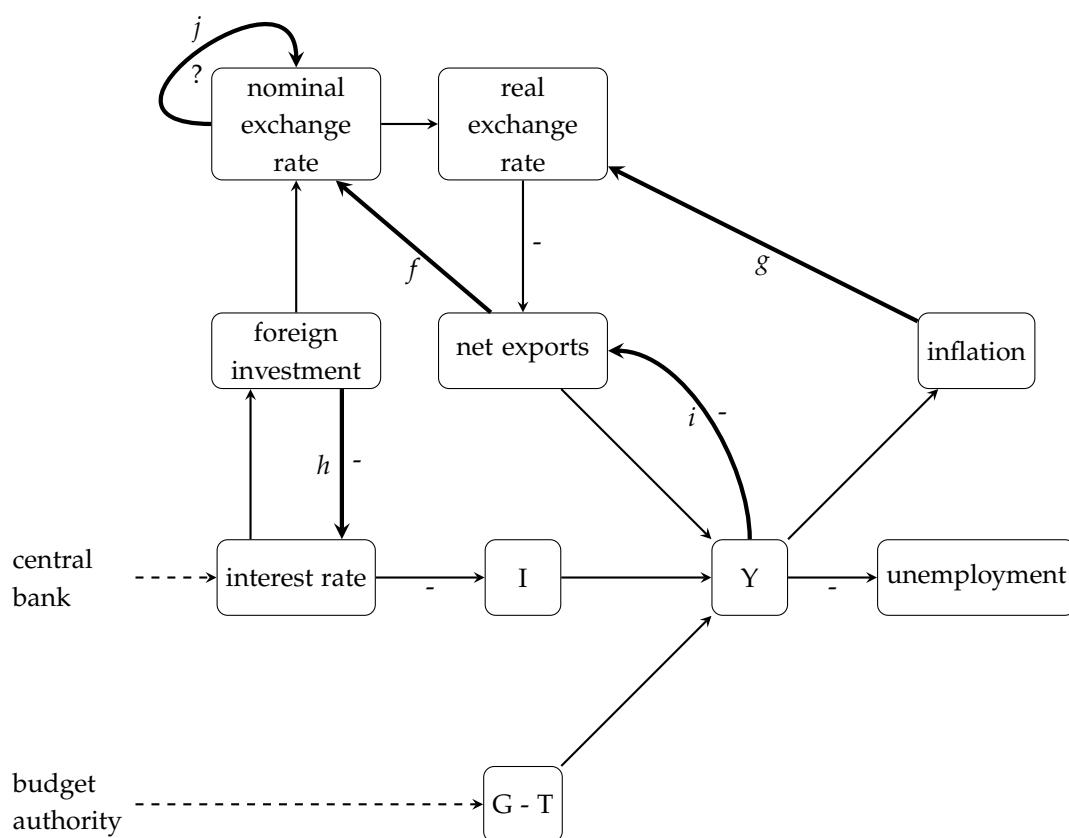 j
?
nominal
exchange
rate
real
exchange
rate
-
f
g
foreign
investment
net exports
inflation
i -
h -
central
bank
interest rate
-
I
Y
-
unemployment
budget
authority
G - T